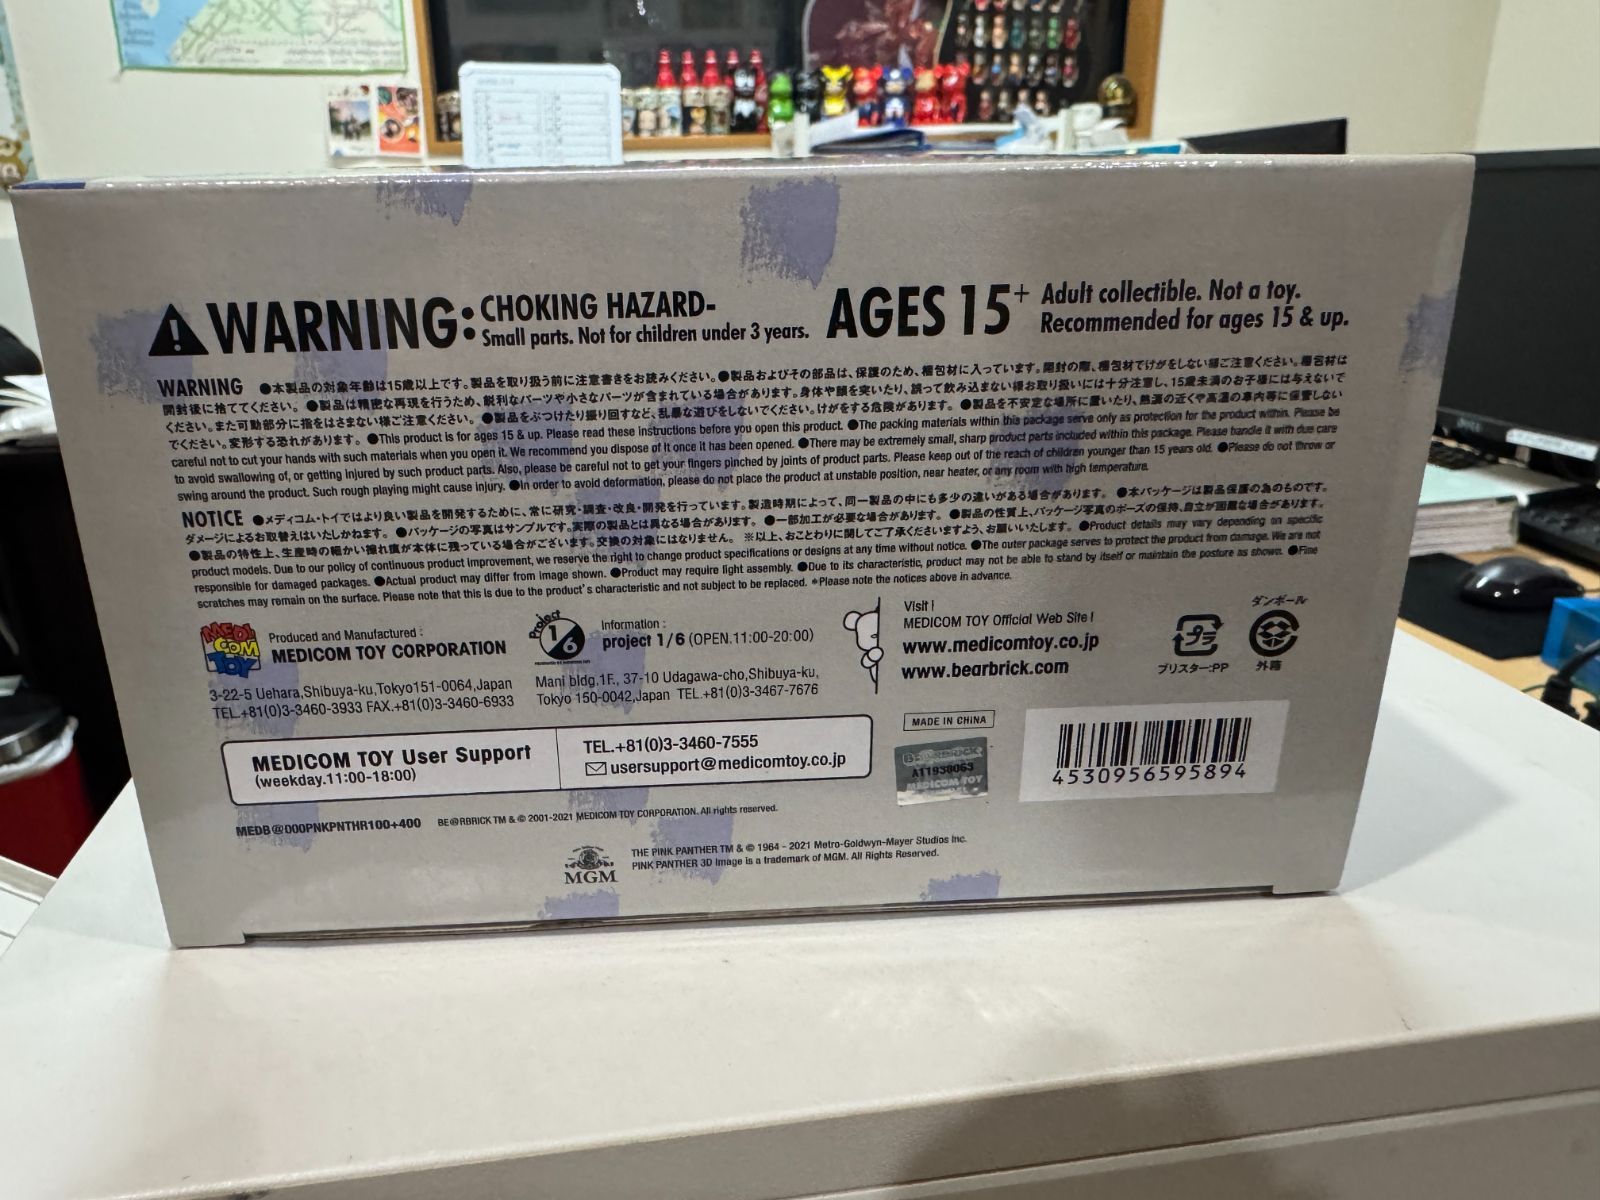 WARNING: CHOKING HAZARD-
Small parts. Not for children under 3 years.
AGES 15+ Adult collectible. Not a toy.
Recommended for ages 15 & up.
WARNING ●本製品の対象年齢は15歳以上です。製品を取り扱う前に注意書きをお読みください。●製品およびその部品は、保護のため、梱包材に入っています。開封の際、梱包材でけがをしない様ご注意ください。梱包材は
開封後に捨ててください。 ●製品は精密な再現を行うため、鋭利なパーツや小さなパーツが含まれている場合があります。身体や顔を突いたり、誤って飲み込まない様お取り扱いには十分注意し、15歳未満のお子様には与えないで
ください。また可動部分に指をはさまない様ご注意ください。 ●製品をぶつけたり振り回すなど、乱暴な遊びをしないでください。けがをする危険があります。 ●製品を不安定な場所に置いたり、熱源の近くや高温の車内等に保管しない
でください。変形する恐れがあります。 ●This product is for ages 15 & up. Please read these instructions before you open this product. ●The packing materials within this package serve only as protection for the product within. Please be
careful not to cut your hands with such materials when you open it. We recommend you dispose of it once it has been opened. ●There may be extremely small, sharp product parts included within this package. Please handle it with due care
to avoid swallowing of, or getting injured by such product parts. Also, please be careful not to get your fingers pinched by joints of product parts. Please keep out of the reach of children younger than 15 years old. ●Please do not throw or
swing around the product. Such rough playing might cause injury. ●In order to avoid deformation, please do not place the product at unstable position, near heater, or any room with high temperature.
NOTICE ●メディコム・トイではより良い製品を開発するために、常に研究・調査・改良・開発を行っています。製造時期によって、同一製品の中にも多少の違いがある場合があります。 ●本パッケージは製品保護の為のものです。
ダメージによるお取替えはいたしかねます。 ●パッケージの写真はサンプルです。実際の製品とは異なる場合があります。 ●一部加工が必要な場合があります。 ●製品の性質上、パッケージ写真のポーズの保持、自立が困難な場合があります。
●製品の特性上、生産時の細かい擦れ痕が本体に残っている場合がございます。交換の対象にはなりません。 ※以上、おことわりに関してご了承くださいますよう、お願いいたします。 ●Product details may vary depending on specific
product models. Due to our policy of continuous product improvement, we reserve the right to change product specifications or designs at any time without notice. ●The outer package serves to protect the product from damage. We are not
responsible for damaged packages. ●Actual product may differ from image shown. ●Product may require light assembly. ●Due to its characteristic, product may not be able to stand by itself or maintain the posture as shown. ●Fine
scratches may remain on the surface. Please note that this is due to the product's characteristic and not subject to be replaced. *Please note the notices above in advance.
MEDI COM TOY
Produced and Manufactured :
MEDICOM TOY CORPORATION
3-22-5 Uehara,Shibuya-ku,Tokyo151-0064,Japan
TEL.+81(0)3-3460-3933 FAX.+81(0)3-3460-6933
Project 1/6
Information :
project 1/6 (OPEN.11:00-20:00)
Mani bldg.1F., 37-10 Udagawa-cho,Shibuya-ku,
Tokyo 150-0042,Japan TEL.+81(0)3-3467-7676
Visit !
MEDICOM TOY Official Web Site !
www.medicomtoy.co.jp
www.bearbrick.com
プラ
ブリスター:PP
ダンボール
外箱
MEDICOM TOY User Support
(weekday.11:00-18:00)
TEL.+81(0)3-3460-7555
usersupport@medicomtoy.co.jp
MADE IN CHINA
BE@RBRICK
A11938063
MEDICOM TOY
4530956595894
MEDB@000PNKPNTHR100+400
BE@RBRICK TM & © 2001-2021 MEDICOM TOY CORPORATION. All rights reserved.
MGM
THE PINK PANTHER TM & © 1964 - 2021 Metro-Goldwyn-Mayer Studios Inc.
PINK PANTHER 3D Image is a trademark of MGM. All Rights Reserved.
DELL